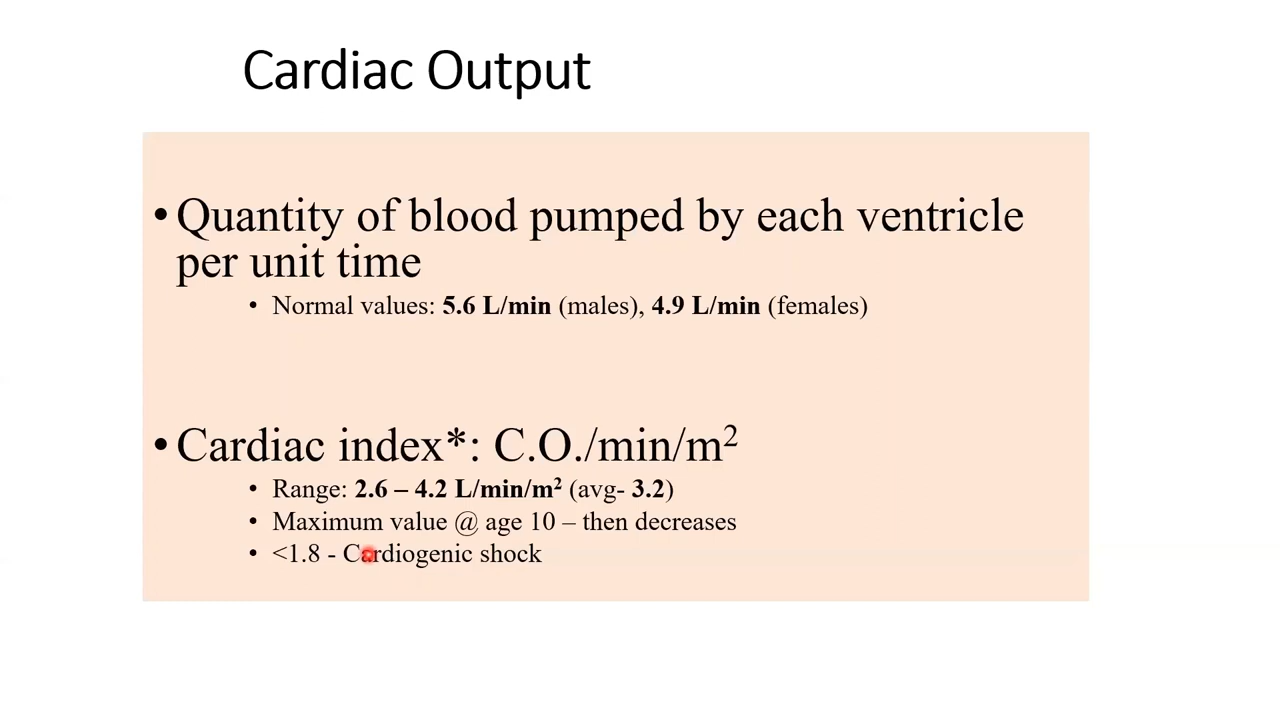 Cardiac Output
• Quantity of blood pumped by each ventricle
per unit time
• Normal values: 5.6 L/min (males), 4.9 L/min (females)
• Cardiac index*: C.O./min/m²
• Range: 2.6 – 4.2 L/min/m² (avg- 3.2)
• Maximum value @ age 10 – then decreases
• <1.8 - Cardiogenic shock